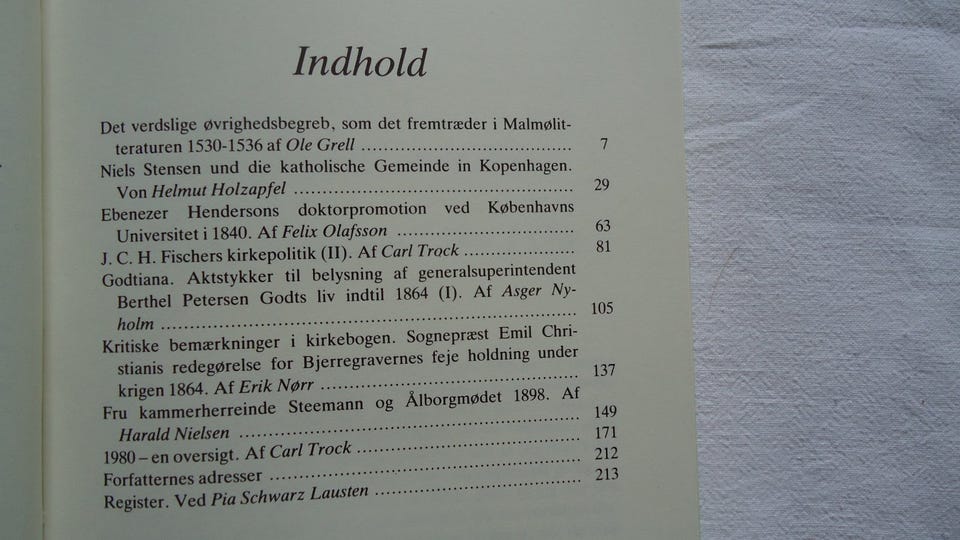 Indhold
Det verdslige øvrighedsbegreb, som det fremtræder i Malmølit-
teraturen 1530-1536 af Ole Grell ........................................ 7
Niels Stensen und die katholische Gemeinde in Kopenhagen.
Von Helmut Holzapfel ........................................ 29
Ebenezer Hendersons doktorpromotion ved Københavns
Universitet i 1840. Af Felix Olafsson ........................................ 63
J. C. H. Fischers kirkepolitik (II). Af Carl Trock ........................................ 81
Godtiana. Aktstykker til belysning af generalsuperintendent
Berthel Petersen Godts liv indtil 1864 (I). Af Asger Ny-
holm ........................................ 105
Kritiske bemærkninger i kirkebogen. Sognepræst Emil Chri-
stianis redegørelse for Bjerregravernes feje holdning under
krigen 1864. Af Erik Nørr ........................................ 137
Fru kammerherreinde Steemann og Ålborgmødet 1898. Af
Harald Nielsen ........................................ 149
1980 – en oversigt. Af Carl Trock ........................................ 171
Forfatternes adresser ........................................ 212
Register. Ved Pia Schwarz Lausten ........................................ 213